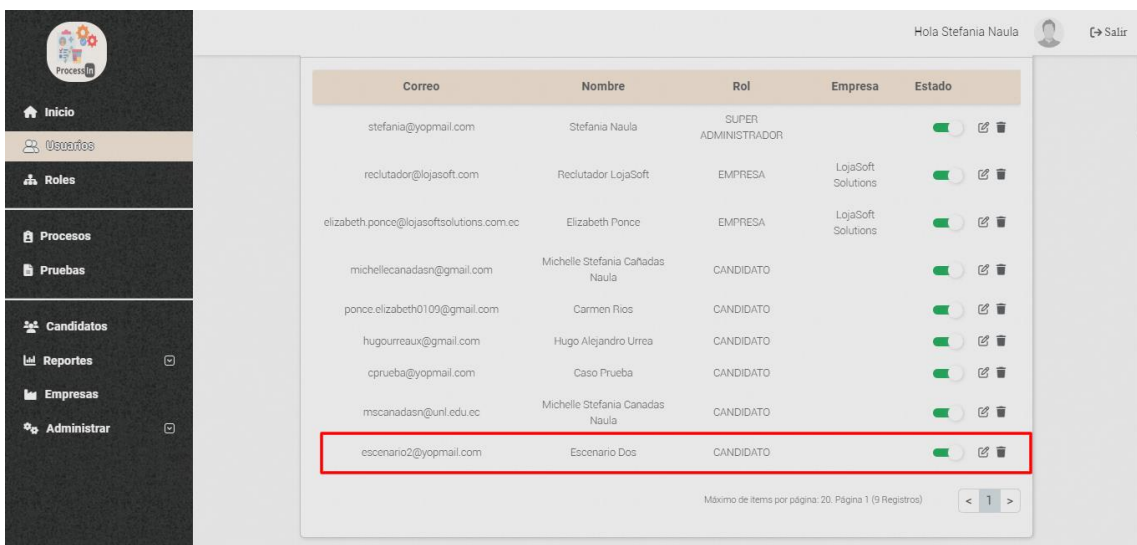 Hola Stefania Naula
Salir
Process In
Inicio
Usuarios
Roles
Procesos
Pruebas
Candidatos
Reportes
Empresas
Administrar
Correo Nombre Rol Empresa Estado
stefania@yopmail.com Stefania Naula SUPER
ADMINISTRADOR
reclutador@lojasoft.com Reclutador LojaSoft EMPRESA LojaSoft
Solutions
elizabeth.ponce@lojasoftsolutions.com.ec Elizabeth Ponce EMPRESA LojaSoft
Solutions
michellecanadasn@gmail.com Michelle Stefania Cañadas
Naula CANDIDATO
ponce.elizabeth0109@gmail.com Carmen Rios CANDIDATO
hugourreaux@gmail.com Hugo Alejandro Urrea CANDIDATO
cprueba@yopmail.com Caso Prueba CANDIDATO
mscanadasn@unl.edu.ec Michelle Stefania Canadas
Naula CANDIDATO
escenario2@yopmail.com Escenario Dos CANDIDATO
Máximo de items por página: 20. Página 1 (9 Registros) < 1 >